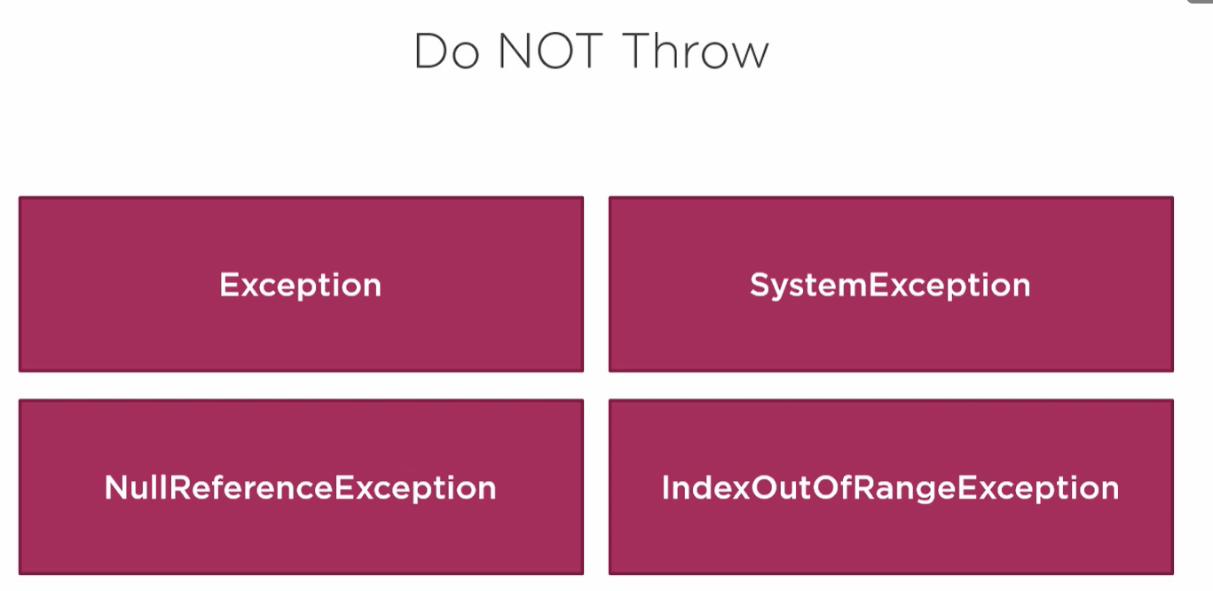 Do NOT Throw
Exception
SystemException
NullReferenceException
IndexOutOfRangeException